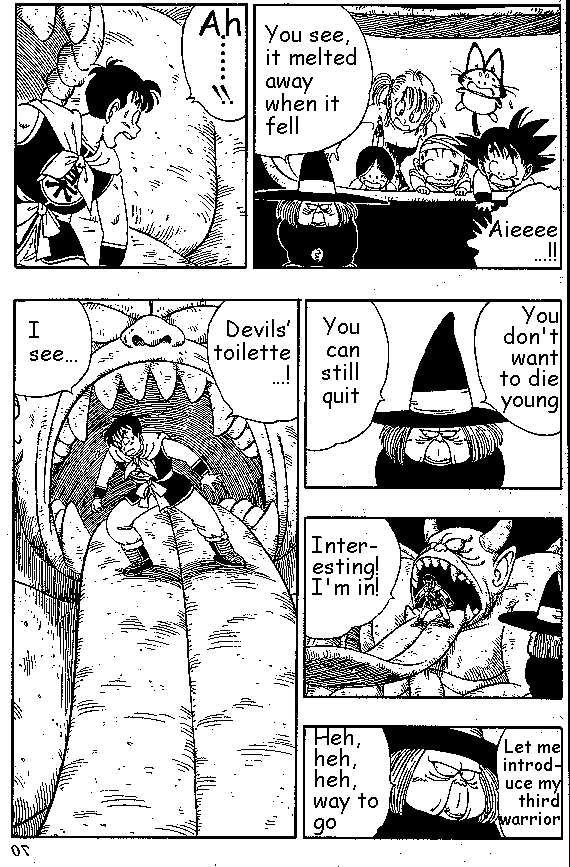 Ah
......!!
You see,
it melted
away
when it
fell
Aieeee
...!!
I
see...
Devils'
toilette
...!
You
can
still
quit
You
don't
want
to die
young
Inter-
esting!
I'm in!
Heh,
heh,
heh,
way to
go
Let me
introd-
uce my
third
warrior
70